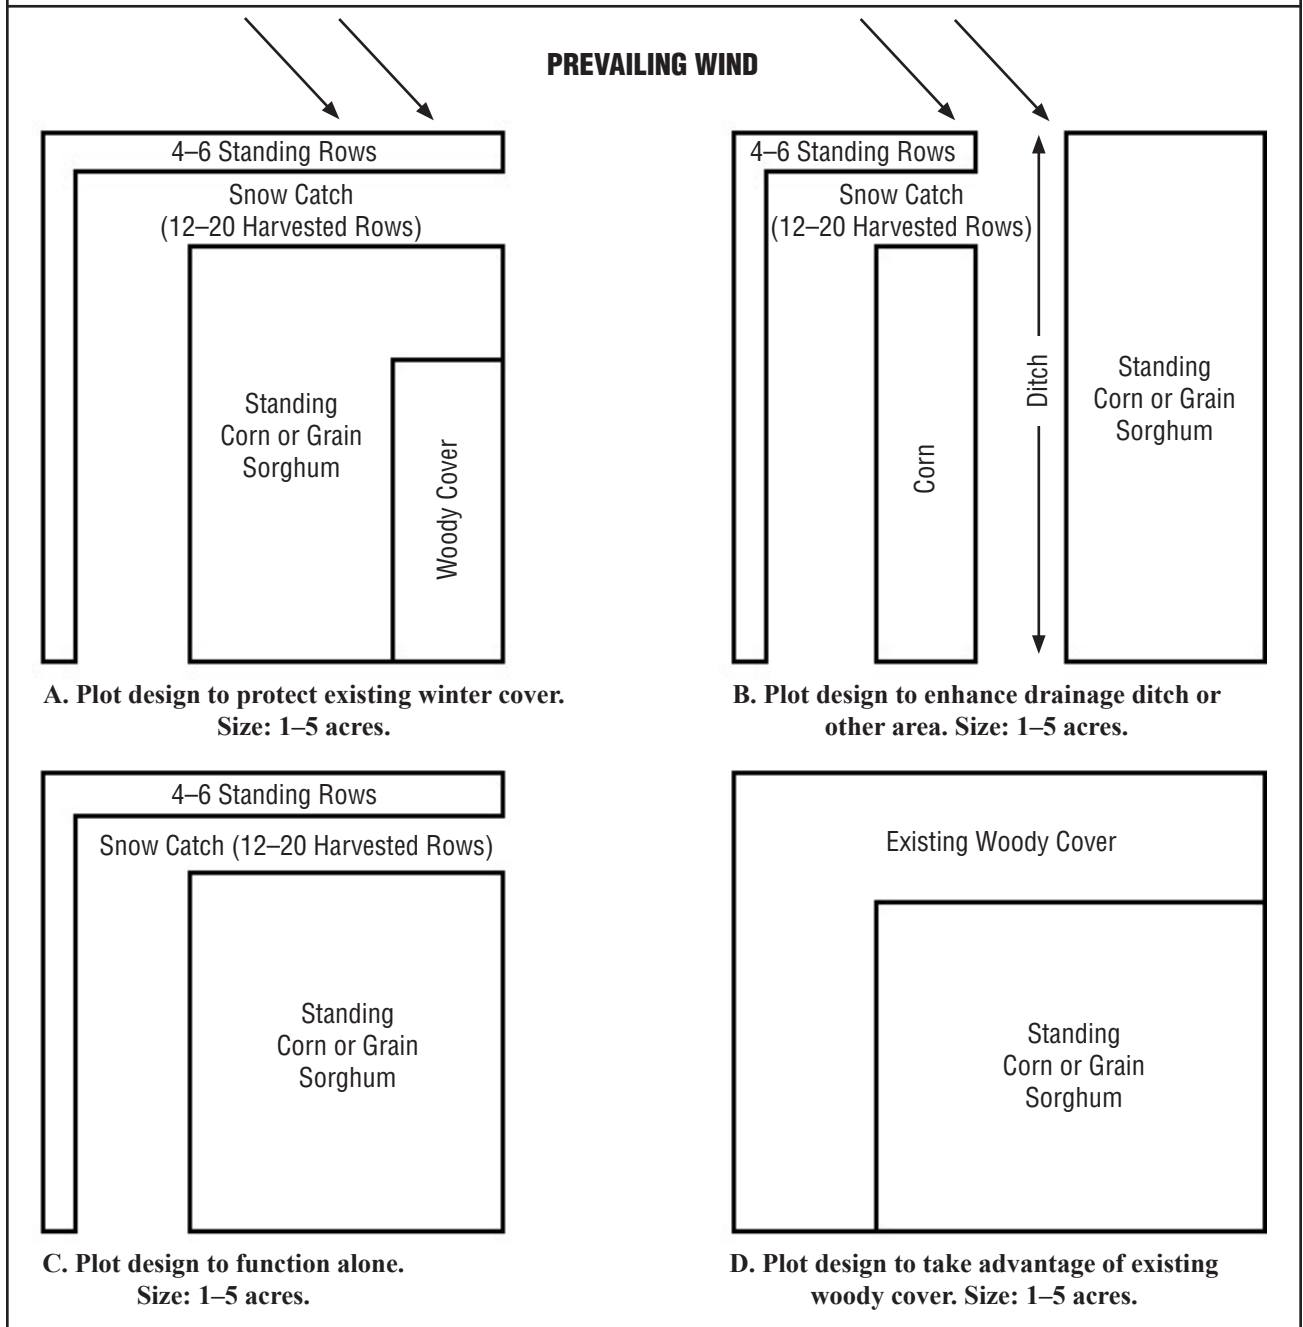 PREVAILING WIND
4–6 Standing Rows
Snow Catch
(12–20 Harvested Rows)
Standing
Corn or Grain
Sorghum
Woody Cover
A. Plot design to protect existing winter cover.
Size: 1–5 acres.
4–6 Standing Rows
Snow Catch
(12–20 Harvested Rows)
Corn
Ditch
Standing
Corn or Grain
Sorghum
B. Plot design to enhance drainage ditch or
other area. Size: 1–5 acres.
4–6 Standing Rows
Snow Catch (12–20 Harvested Rows)
Standing
Corn or Grain
Sorghum
C. Plot design to function alone.
Size: 1–5 acres.
Existing Woody Cover
Standing
Corn or Grain
Sorghum
D. Plot design to take advantage of existing
woody cover. Size: 1–5 acres.